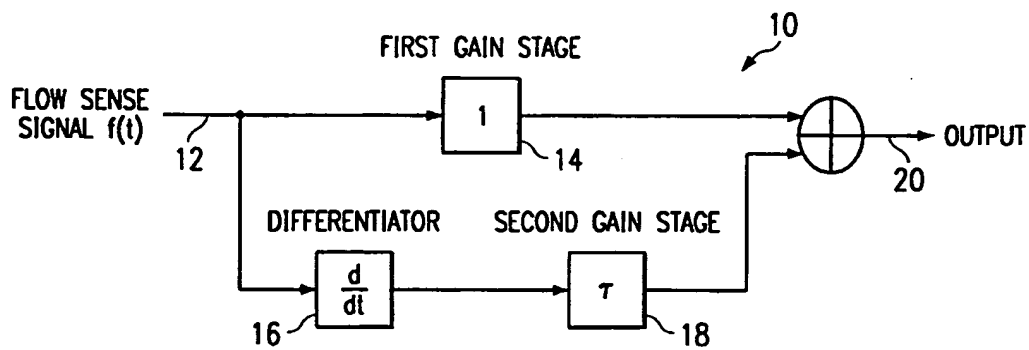 10
FIRST GAIN STAGE
FLOW SENSE
SIGNAL f(t)
12
1
14
OUTPUT
20
DIFFERENTIATOR
SECOND GAIN STAGE
d
dt
16
τ
18